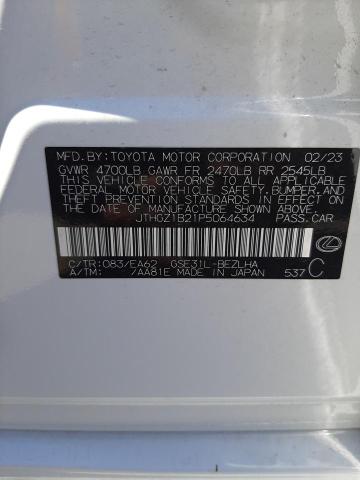 MFD.BY:TOYOTA MOTOR CORPORATION 02/23
GVWR 4700LB GAWR FR 2470LB RR 2545LB
THIS VEHICLE CONFORMS TO ALL APPLICABLE
FEDERAL MOTOR VEHICLE SAFETY,BUMPER,AND
THEFT PREVENTION STANDARDS IN EFFECT ON
THE DATE OF MANUFACTURE SHOWN ABOVE.
JTHGZ1B21P5064634 PASS.CAR
C/TR:083/EA62 GSE31L-BEZLHA
A/TM: /AA81E MADE IN JAPAN 537 C